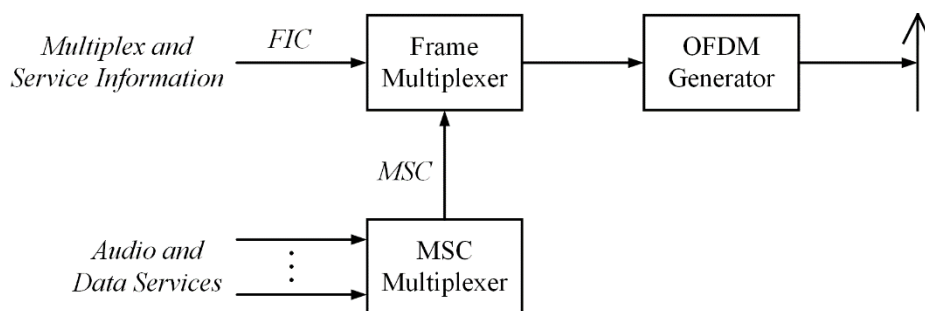 Multiplex and
Service Information
FIC
Frame
Multiplexer
OFDM
Generator
MSC
Audio and
Data Services
MSC
Multiplexer